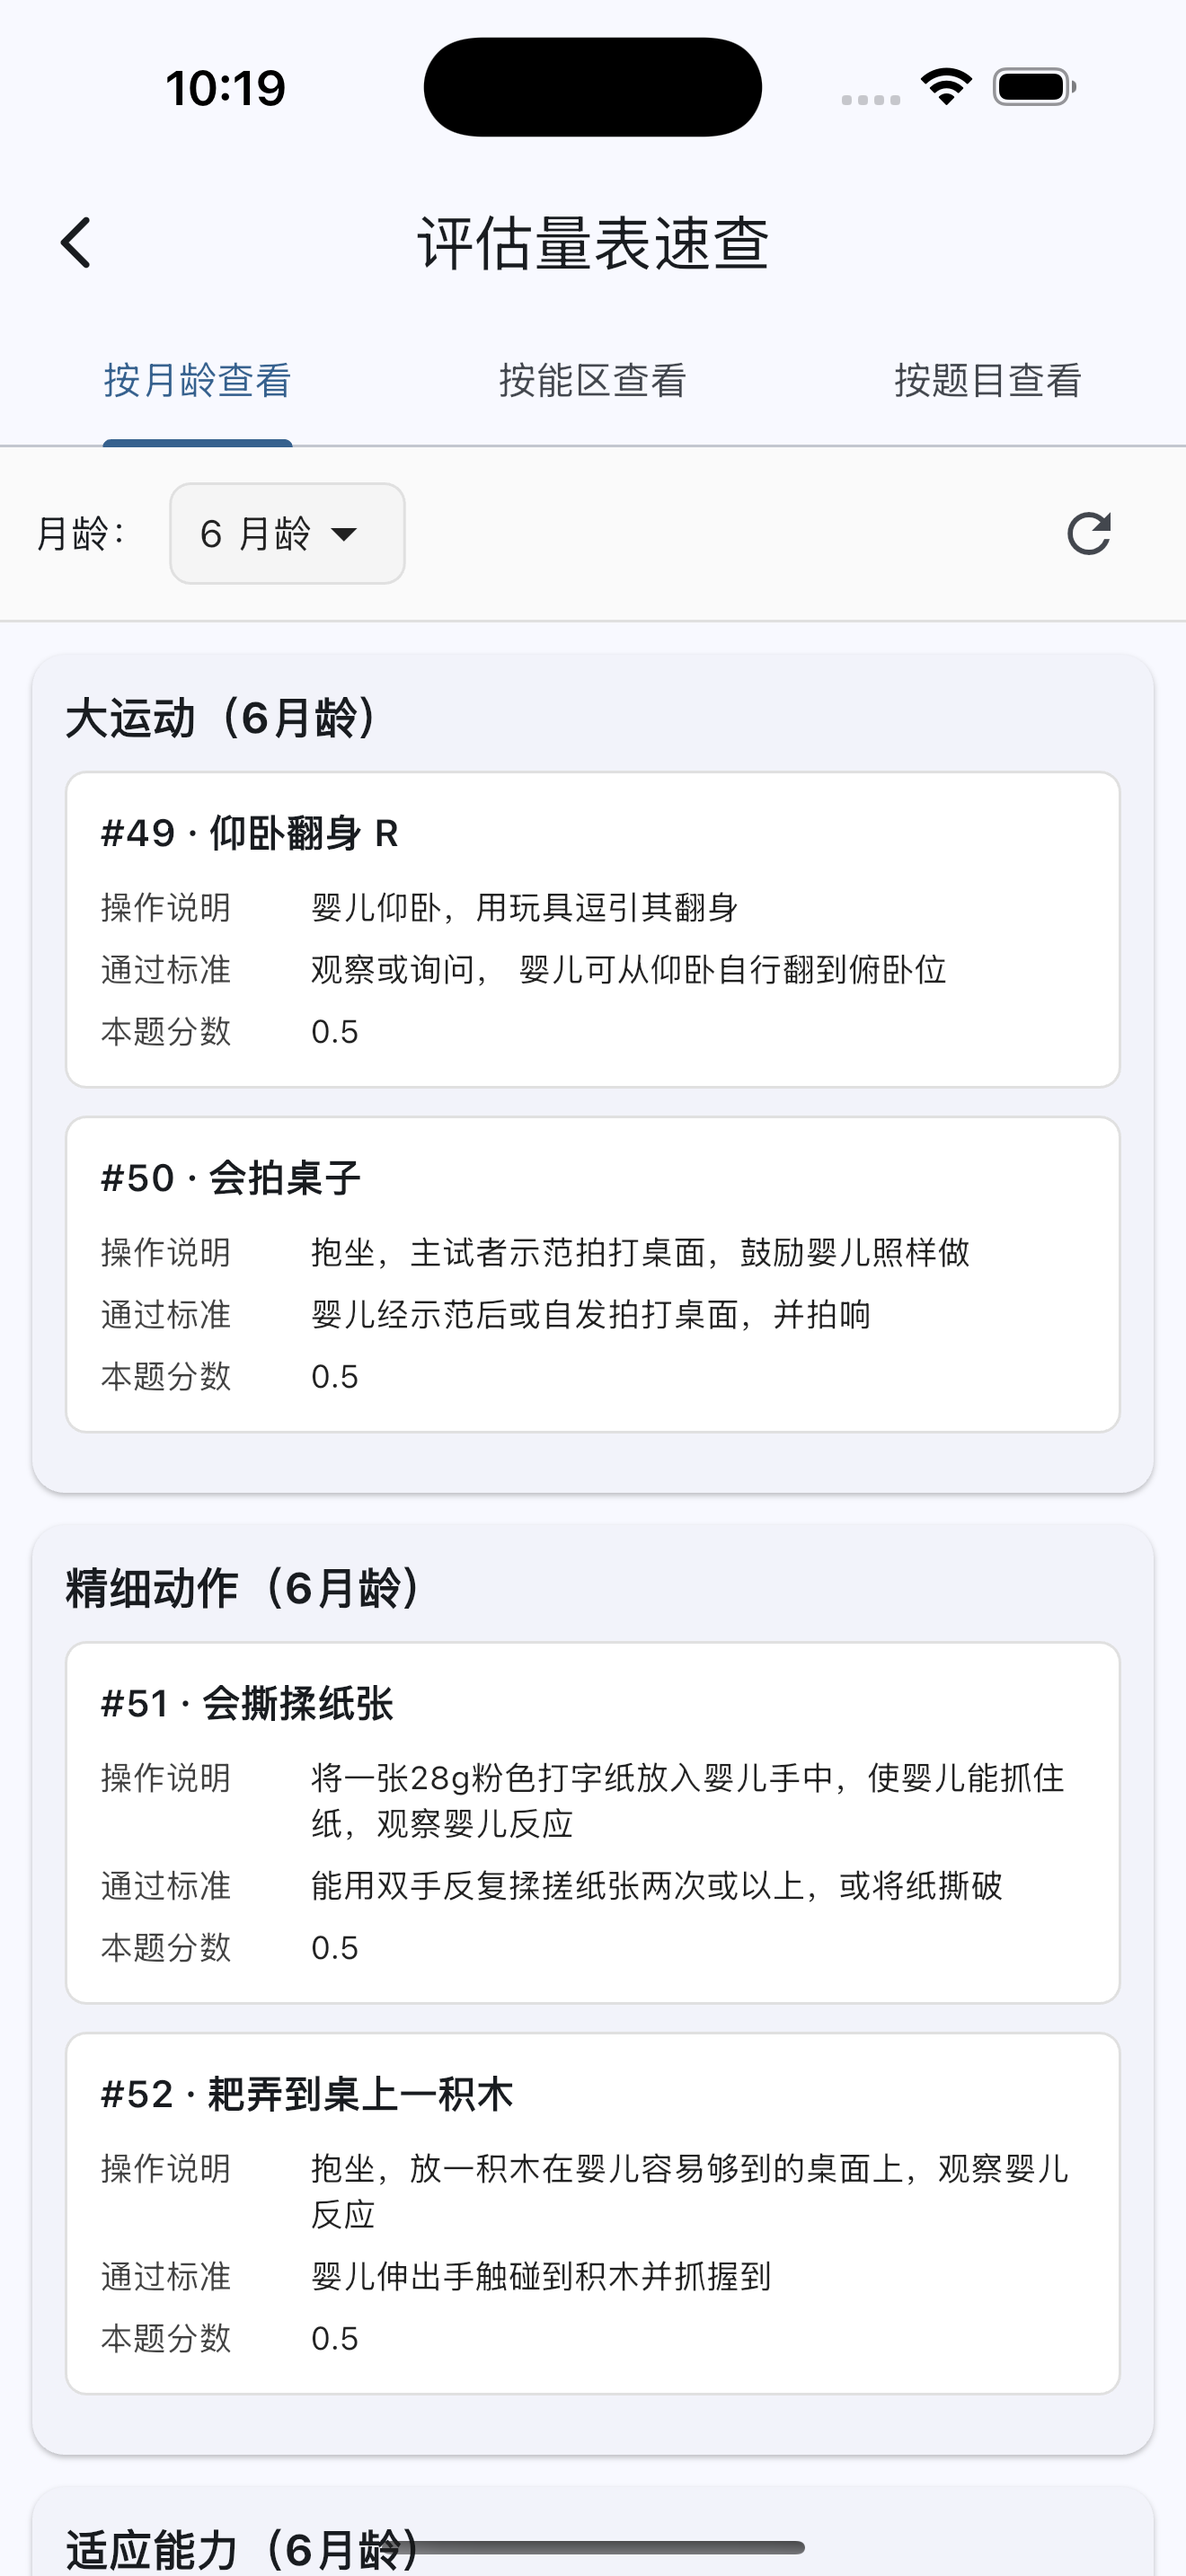 10:19
评估量表速查
按月龄查看 按能区查看 按题目查看
月龄： 6 月龄
大运动（6月龄）
#49 · 仰卧翻身 R
操作说明 婴儿仰卧，用玩具逗引其翻身
通过标准 观察或询问， 婴儿可从仰卧自行翻到俯卧位
本题分数 0.5
#50 · 会拍桌子
操作说明 抱坐，主试者示范拍打桌面，鼓励婴儿照样做
通过标准 婴儿经示范后或自发拍打桌面，并拍响
本题分数 0.5
精细动作（6月龄）
#51 · 会撕揉纸张
操作说明 将一张28g粉色打字纸放入婴儿手中，使婴儿能抓住
纸，观察婴儿反应
通过标准 能用双手反复揉搓纸张两次或以上，或将纸撕破
本题分数 0.5
#52 · 耙弄到桌上一积木
操作说明 抱坐，放一积木在婴儿容易够到的桌面上，观察婴儿
反应
通过标准 婴儿伸出手触碰到积木并抓握到
本题分数 0.5
适应能力（6月龄）